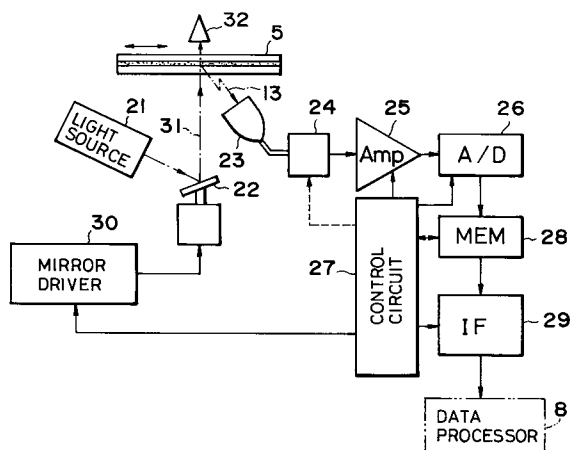 32
5
21
LIGHT
SOURCE
31
13
23
24
25
Amp
26
A/D
22
30
MIRROR
DRIVER
27
CONTROL
CIRCUIT
MEM
28
IF
29
DATA
PROCESSOR
8